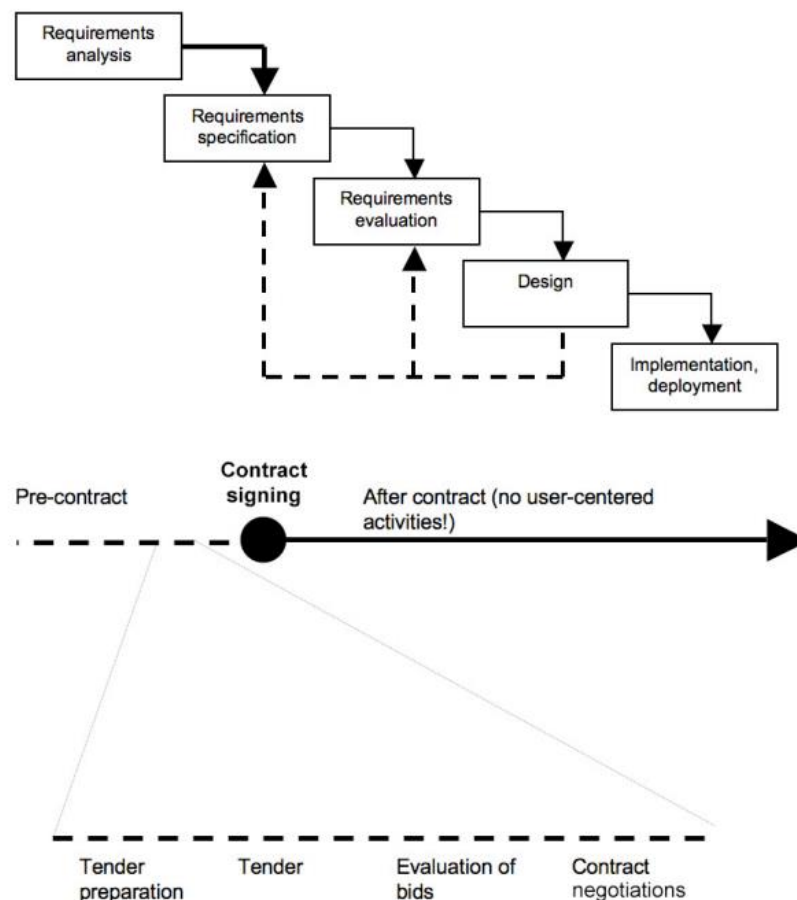 Requirements
analysis
Requirements
specification
Requirements
evaluation
Design
Implementation,
deployment
Contract
signing
Pre-contract
After contract (no user-centered
activities!)
Tender
preparation
Tender
Evaluation of
bids
Contract
negotiations